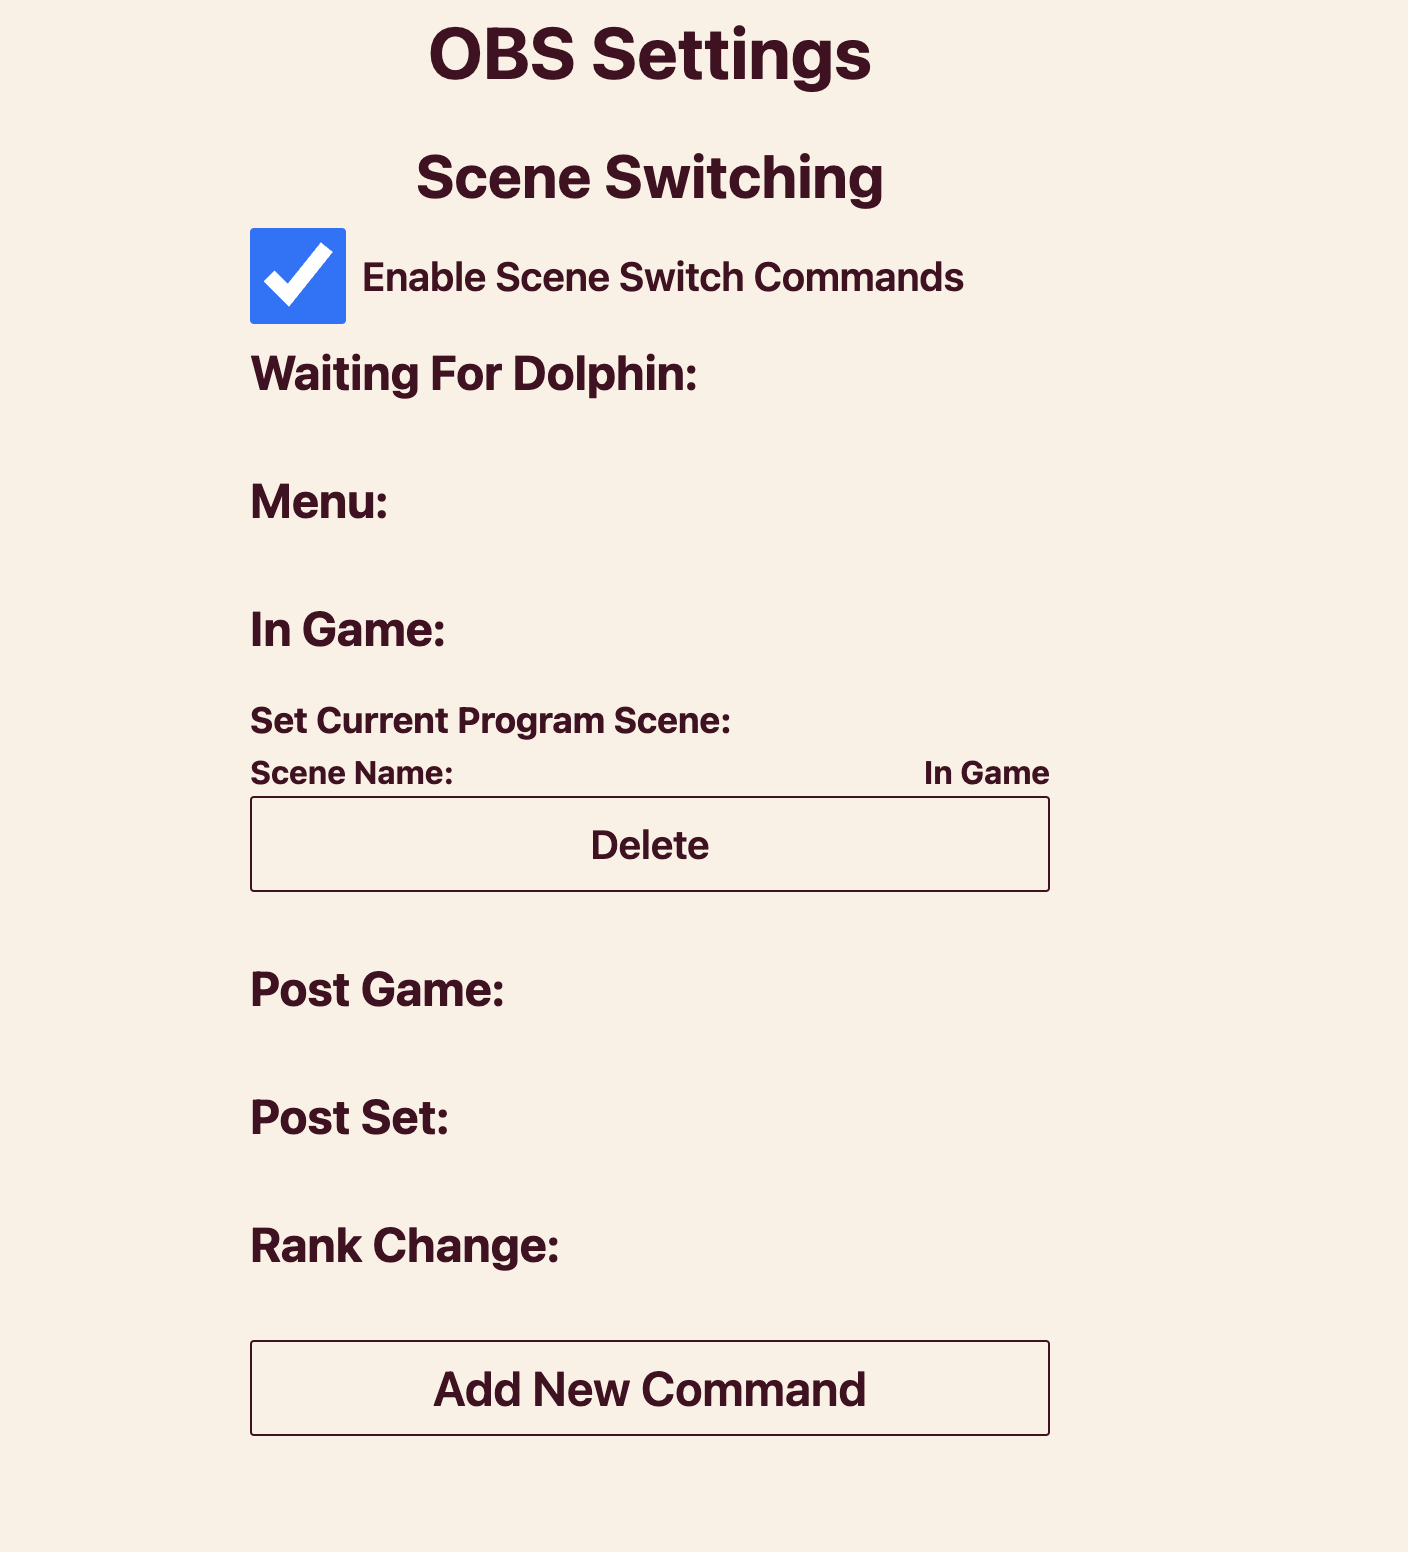 OBS Settings
Scene Switching
Enable Scene Switch Commands
Waiting For Dolphin:
Menu:
In Game:
Set Current Program Scene:
Scene Name: In Game
Delete
Post Game:
Post Set:
Rank Change:
Add New Command